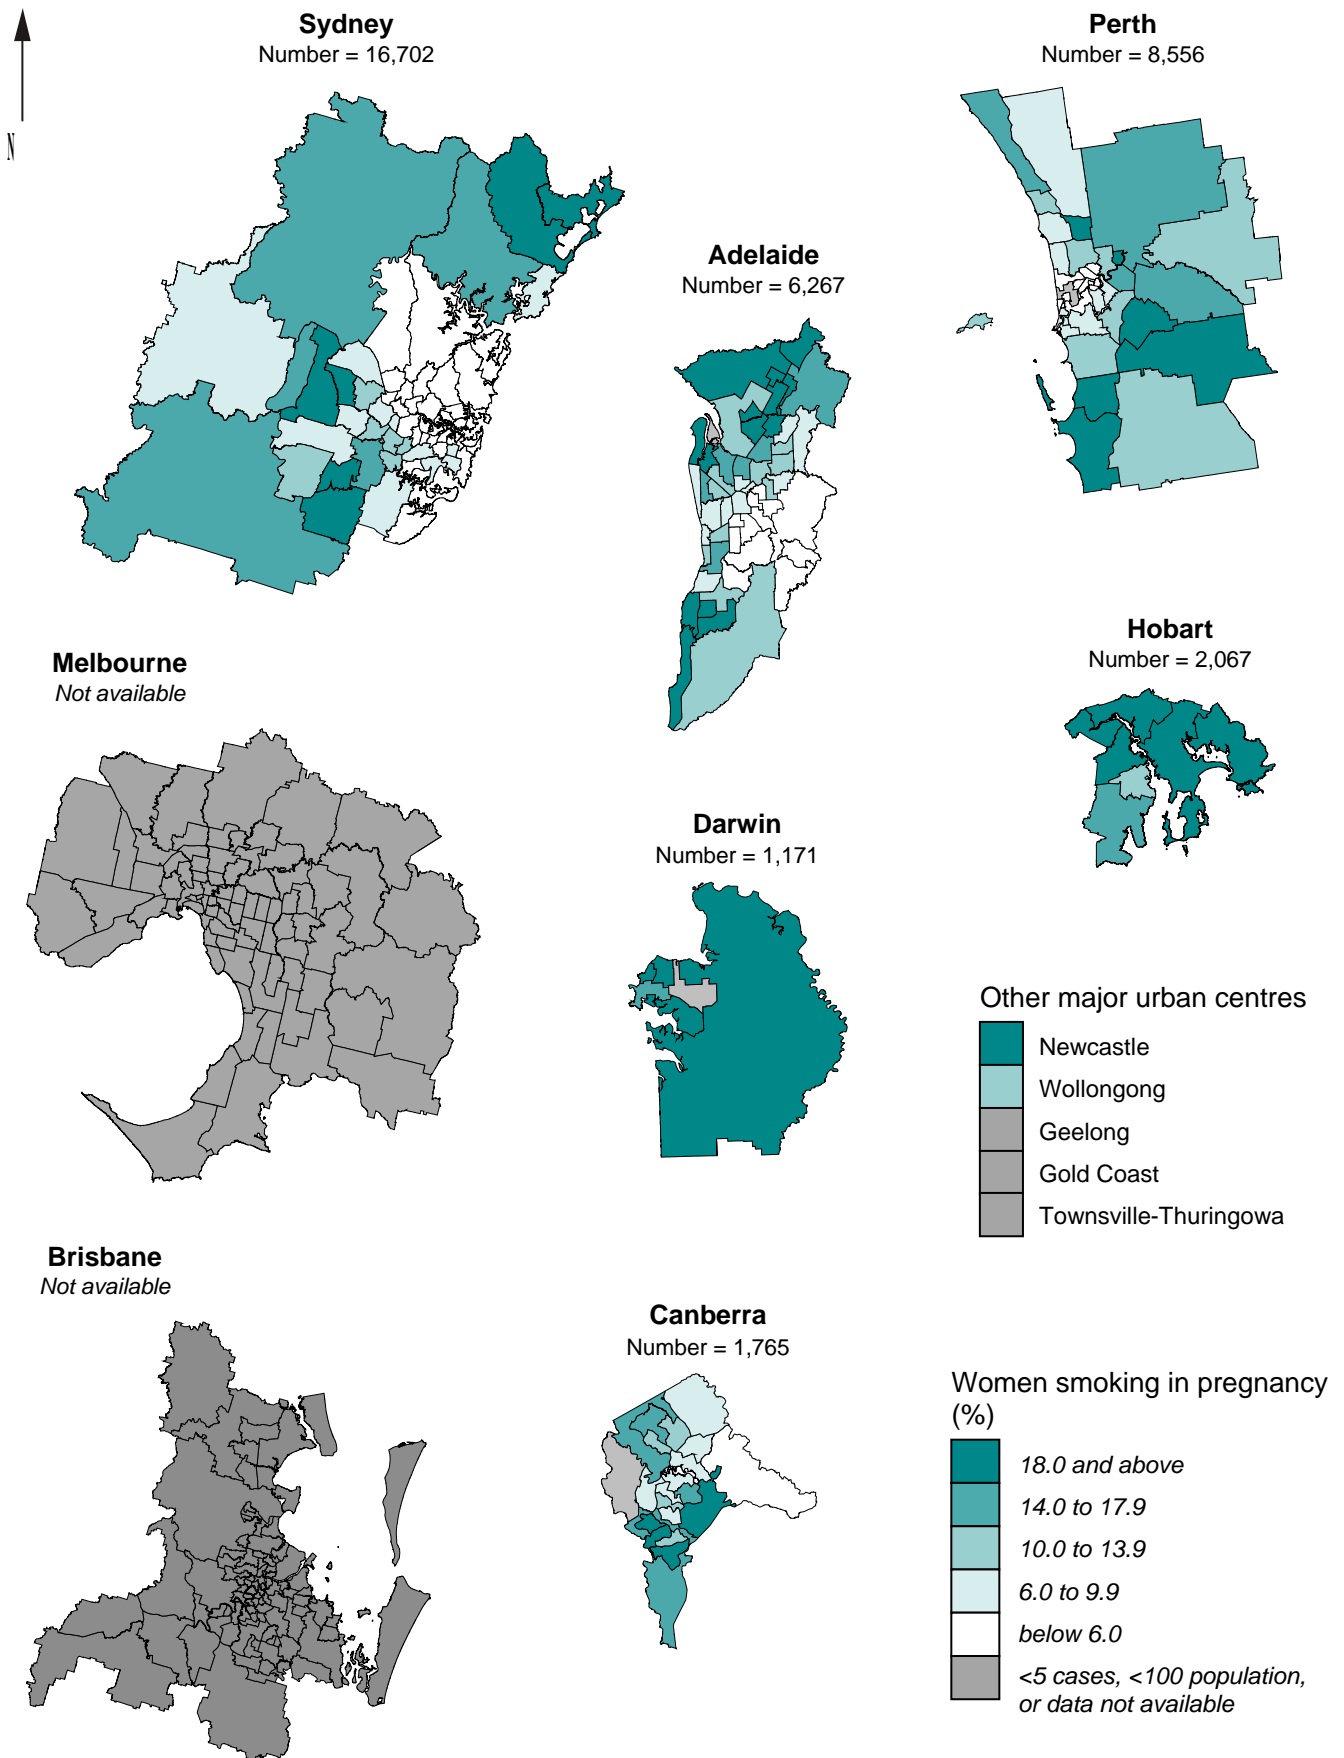 Sydney
Number = 16,702
Perth
Number = 8,556
N
Adelaide
Number = 6,267
Hobart
Number = 2,067
Melbourne
Not available
Darwin
Number = 1,171
Other major urban centres
Newcastle
Wollongong
Geelong
Gold Coast
Townsville-Thuringowa
Brisbane
Not available
Canberra
Number = 1,765
Women smoking in pregnancy
(%)
18.0 and above
14.0 to 17.9
10.0 to 13.9
6.0 to 9.9
below 6.0
<5 cases, <100 population,
or data not available